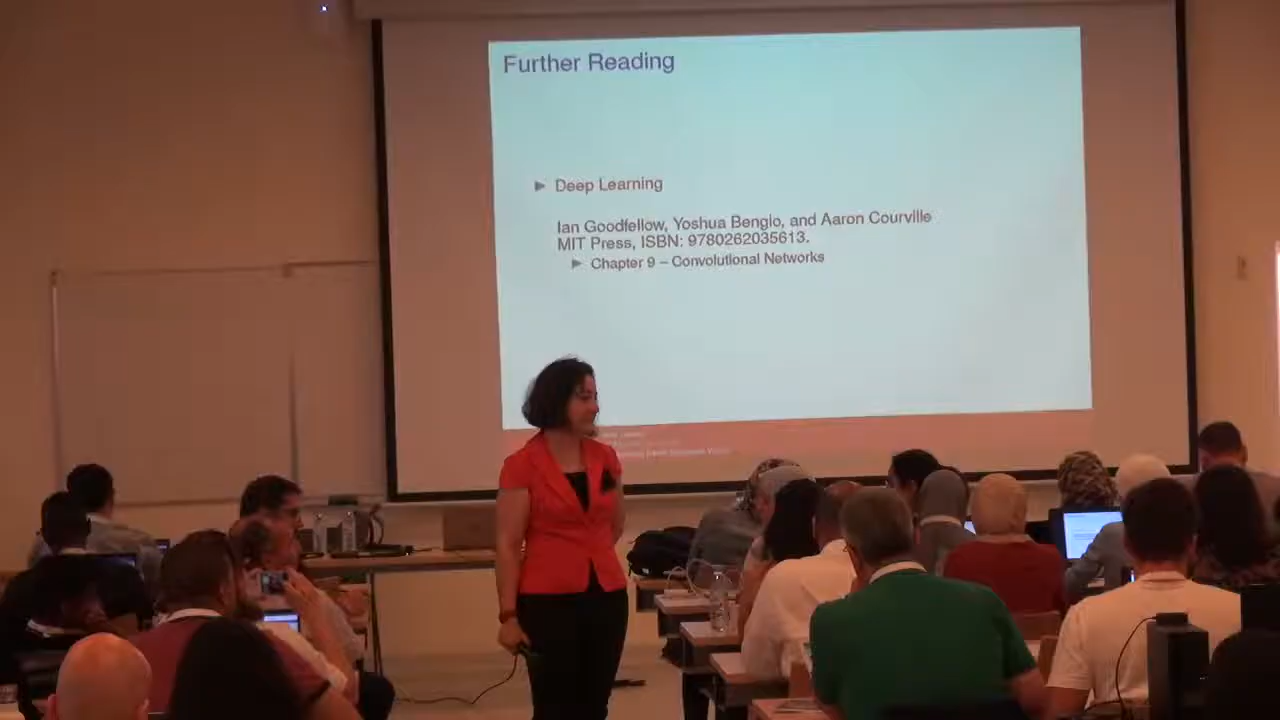 Further Reading
► Deep Learning
Ian Goodfellow, Yoshua Bengio, and Aaron Courville
MIT Press, ISBN: 9780262035613.
► Chapter 9 – Convolutional Networks